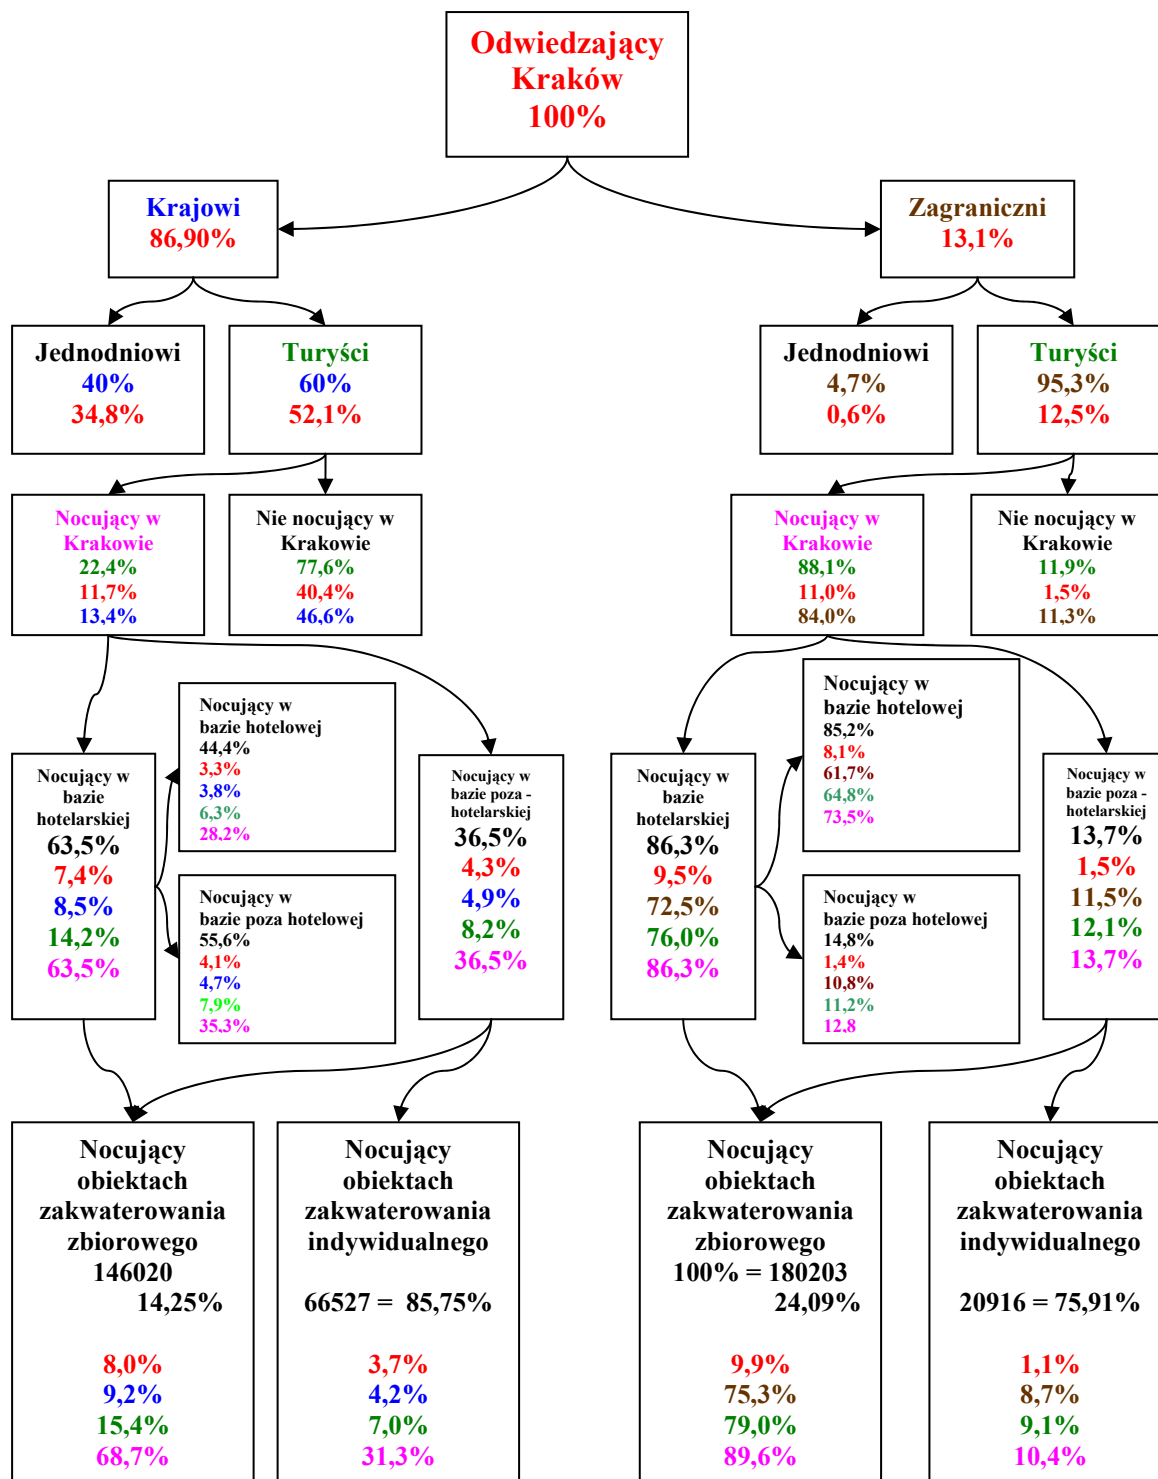 Odwiedzający
Kraków
100%
Krajowi
86,90%
Zagraniczni
13,1%
Jednodniowi
40%
34,8%
Turyści
60%
52,1%
Jednodniowi
4,7%
0,6%
Turyści
95,3%
12,5%
Nocujący w
Krakowie
22,4%
11,7%
13,4%
Nie nocujący w
Krakowie
77,6%
40,4%
46,6%
Nocujący w
Krakowie
88,1%
11,0%
84,0%
Nie nocujący w
Krakowie
11,9%
1,5%
11,3%
Nocujący w
bazie
hotelarskiej
63,5%
7,4%
8,5%
14,2%
63,5%
Nocujący w
bazie hotelowej
44,4%
3,3%
3,8%
6,3%
28,2%
Nocujący w
bazie poza hotelowej
55,6%
4,1%
4,7%
7,9%
35,3%
Nocujący w
bazie poza -
hotelarskiej
36,5%
4,3%
4,9%
8,2%
36,5%
Nocujący w
bazie
hotelarskiej
86,3%
9,5%
72,5%
76,0%
86,3%
Nocujący w
bazie hotelowej
85,2%
8,1%
61,7%
64,8%
73,5%
Nocujący w
bazie poza hotelowej
14,8%
1,4%
10,8%
11,2%
12,8
Nocujący w
bazie poza -
hotelarskiej
13,7%
1,5%
11,5%
12,1%
13,7%
Nocujący
obiektach
zakwaterowania
zbiorowego
146020
14,25%
8,0%
9,2%
15,4%
68,7%
Nocujący
obiektach
zakwaterowania
indywidualnego
66527 = 85,75%
3,7%
4,2%
7,0%
31,3%
Nocujący
obiektach
zakwaterowania
zbiorowego
100% = 180203
24,09%
9,9%
75,3%
79,0%
89,6%
Nocujący
obiektach
zakwaterowania
indywidualnego
20916 = 75,91%
1,1%
8,7%
9,1%
10,4%